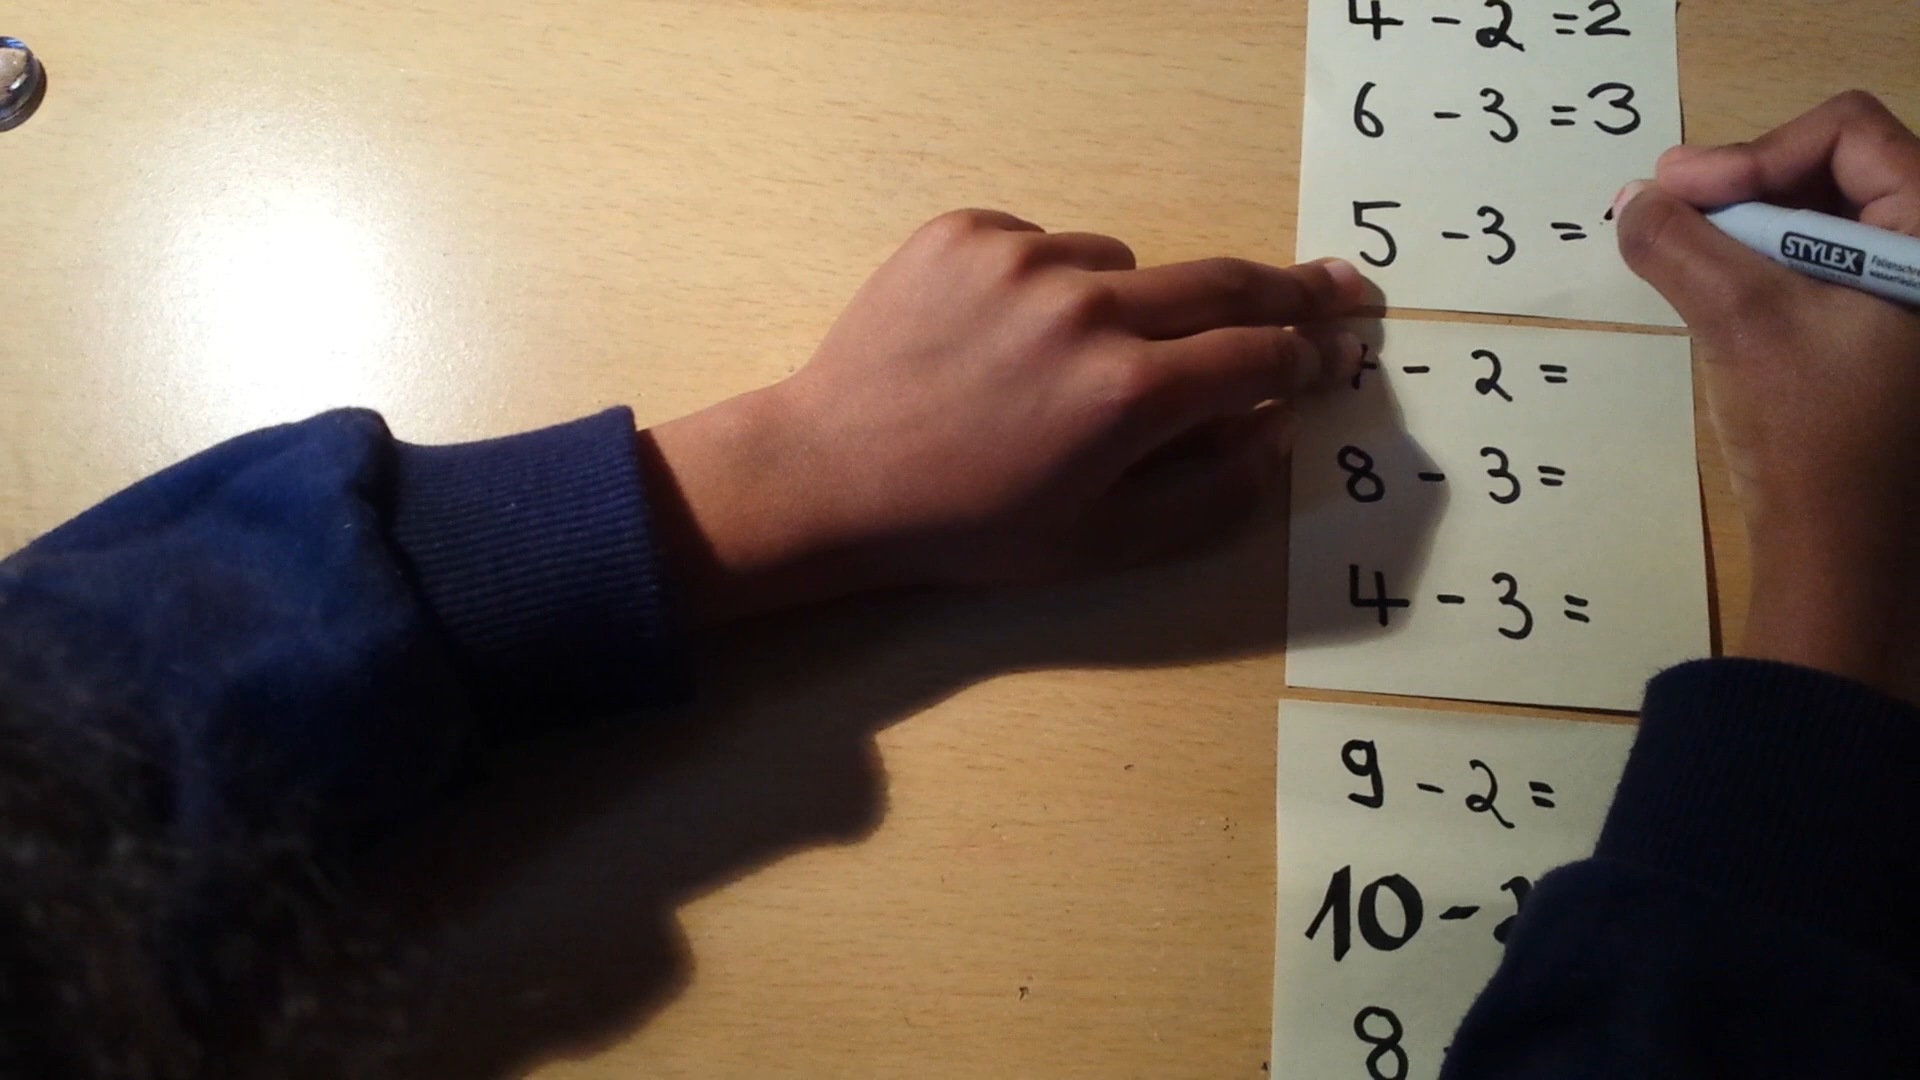 4 - 2 = 2
6 - 3 = 3
5 - 3 =
- 2 =
8 - 3 =
4 - 3 =
9 - 2 =
10 -
8
STYLEX